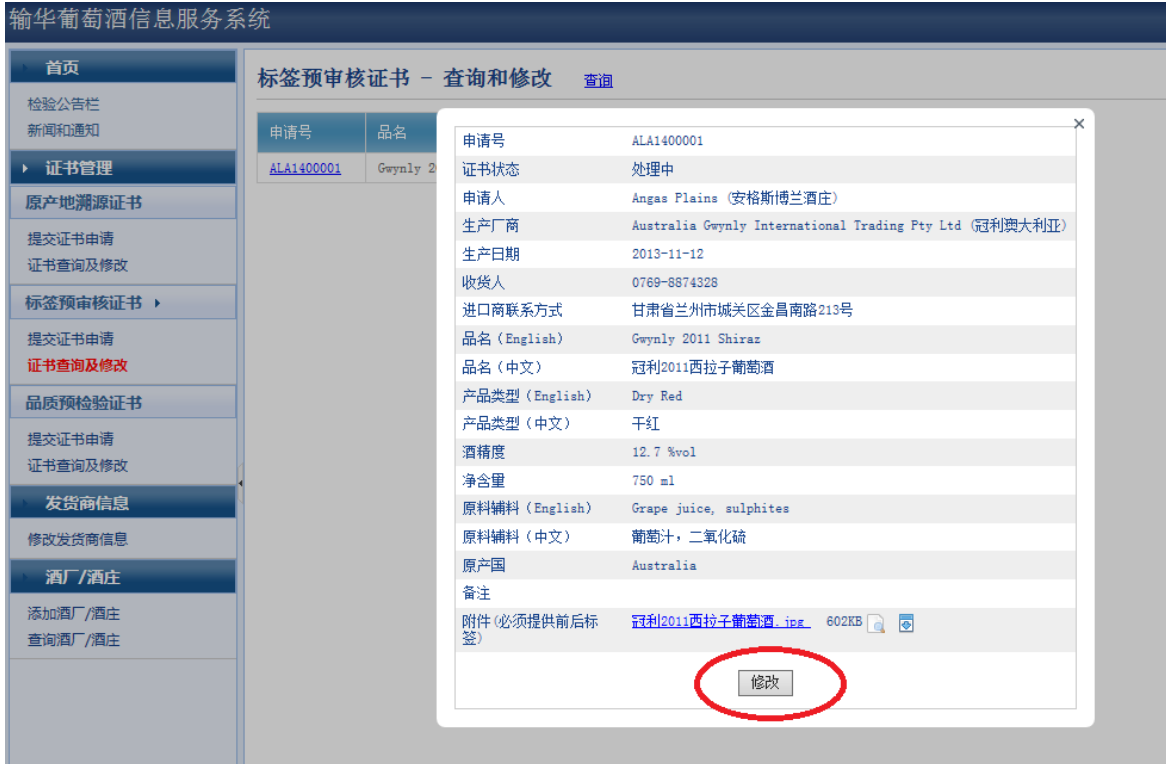 输华葡萄酒信息服务系统
首页
检验公告栏
新闻和通知
证书管理
原产地溯源证书
提交证书申请
证书查询及修改
标签预审核证书
提交证书申请
证书查询及修改
品质预检验证书
提交证书申请
证书查询及修改
发货商信息
修改发货商信息
酒厂/酒庄
添加酒厂/酒庄
查询酒厂/酒庄
标签预审核证书 - 查询和修改 查询
申请号 品名
ALA1400001 Gwynly 2
申请号 ALA1400001
证书状态 处理中
申请人 Angas Plains (安格斯博兰酒庄)
生产厂商 Australia Gwynly International Trading Pty Ltd (冠利澳大利亚)
生产日期 2013-11-12
收货人 0769-8874328
进口商联系方式 甘肃省兰州市城关区金昌南路213号
品名 (English) Gwynly 2011 Shiraz
品名 (中文) 冠利2011西拉子葡萄酒
产品类型 (English) Dry Red
产品类型 (中文) 干红
酒精度 12.7 %vol
净含量 750 ml
原料辅料 (English) Grape juice, sulphites
原料辅料 (中文) 葡萄汁，二氧化硫
原产国 Australia
备注
附件(必须提供前后标 冠利2011西拉子葡萄酒.jpg 602KB
签)
修改